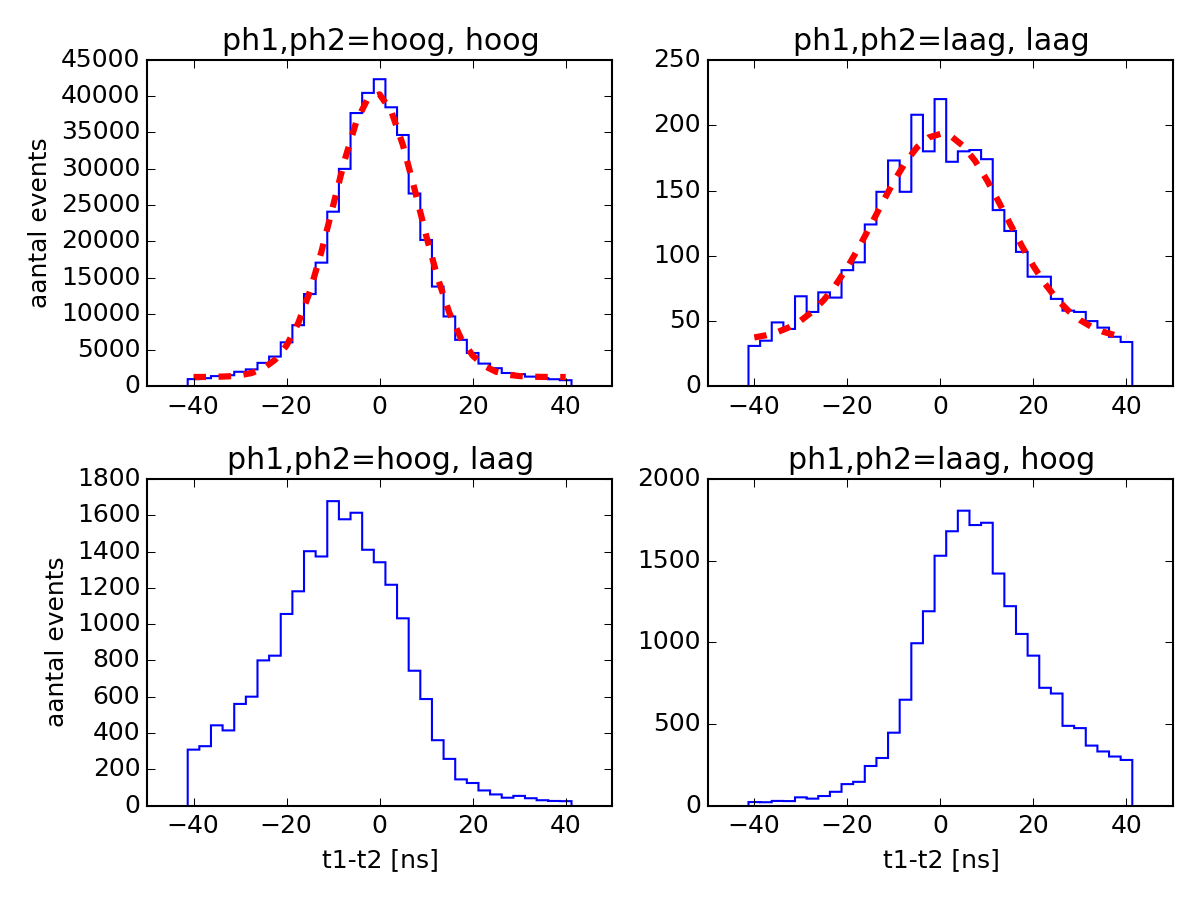 ph1,ph2=hoog, hoog
45000
40000
35000
30000
25000
20000
15000
10000
5000
0
aantal events
−40 −20 0 20 40
ph1,ph2=laag, laag
250
200
150
100
50
0
−40 −20 0 20 40
ph1,ph2=hoog, laag
1800
1600
1400
1200
1000
800
600
400
200
0
aantal events
−40 −20 0 20 40
t1-t2 [ns]
ph1,ph2=laag, hoog
2000
1500
1000
500
0
−40 −20 0 20 40
t1-t2 [ns]